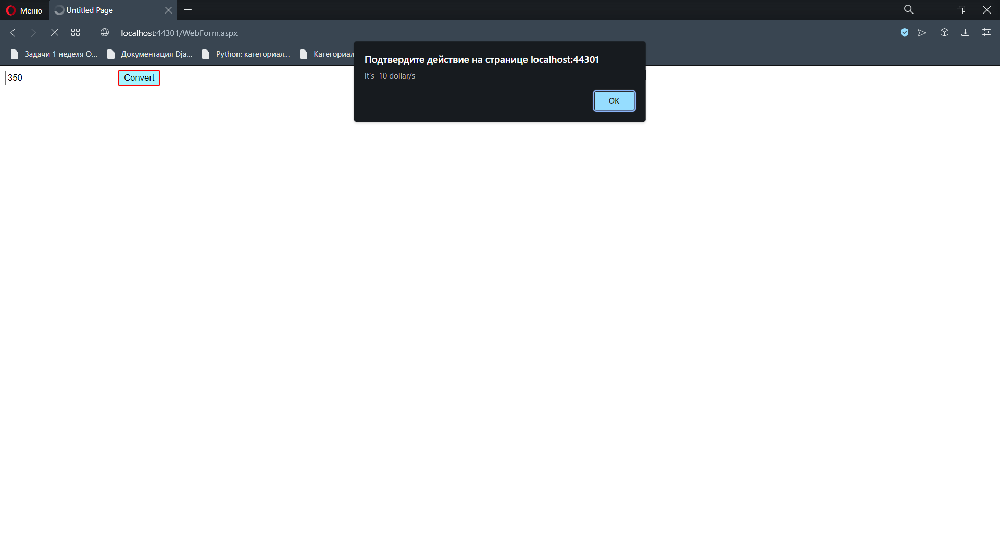 Меню
Untitled Page
localhost:44301/WebForm.aspx
Задачи 1 неделя О...
Документация Dja...
Python: категориал...
Категориал
Подтвердите действие на странице localhost:44301
It's  10 dollar/s
OK
350
Convert